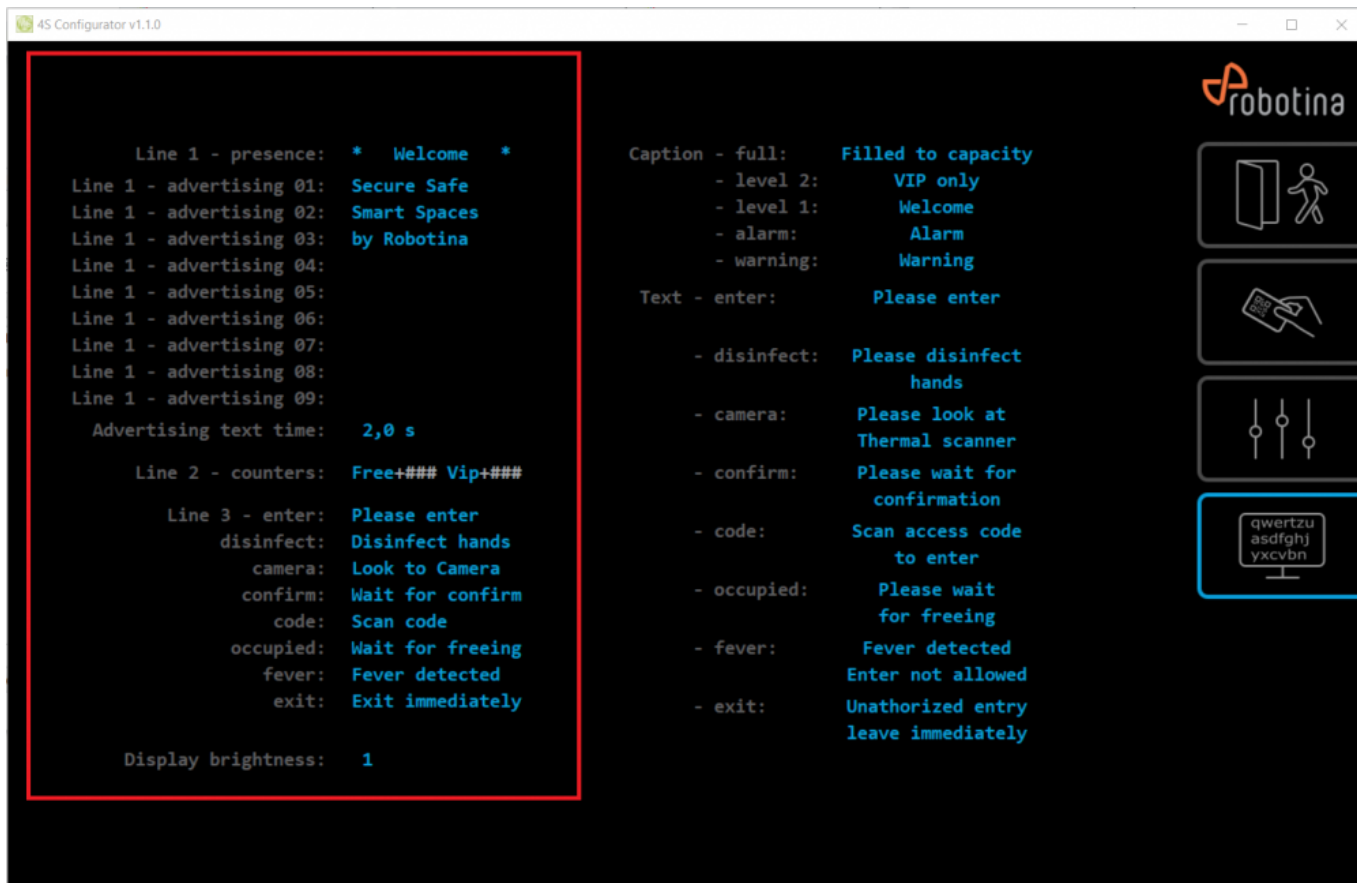 4S Configurator v1.1.0
Line 1 - presence: * Welcome *
Line 1 - advertising 01: Secure Safe
Line 1 - advertising 02: Smart Spaces
Line 1 - advertising 03: by Robotina
Line 1 - advertising 04:
Line 1 - advertising 05:
Line 1 - advertising 06:
Line 1 - advertising 07:
Line 1 - advertising 08:
Line 1 - advertising 09:
Advertising text time: 2,0 s
Line 2 - counters: Free+### Vip+###
Line 3 - enter: Please enter
disinfect: Disinfect hands
camera: Look to Camera
confirm: Wait for confirm
code: Scan code
occupied: Wait for freeing
fever: Fever detected
exit: Exit immediately
Display brightness: 1
Caption - full: Filled to capacity
- level 2: VIP only
- level 1: Welcome
- alarm: Alarm
- warning: Warning
Text - enter: Please enter
- disinfect: Please disinfect
hands
- camera: Please look at
Thermal scanner
- confirm: Please wait for
confirmation
- code: Scan access code
to enter
- occupied: Please wait
for freeing
- fever: Fever detected
Enter not allowed
- exit: Unathorized entry
leave immediately
robotina
qwertzu
asdfghj
yxcvbn